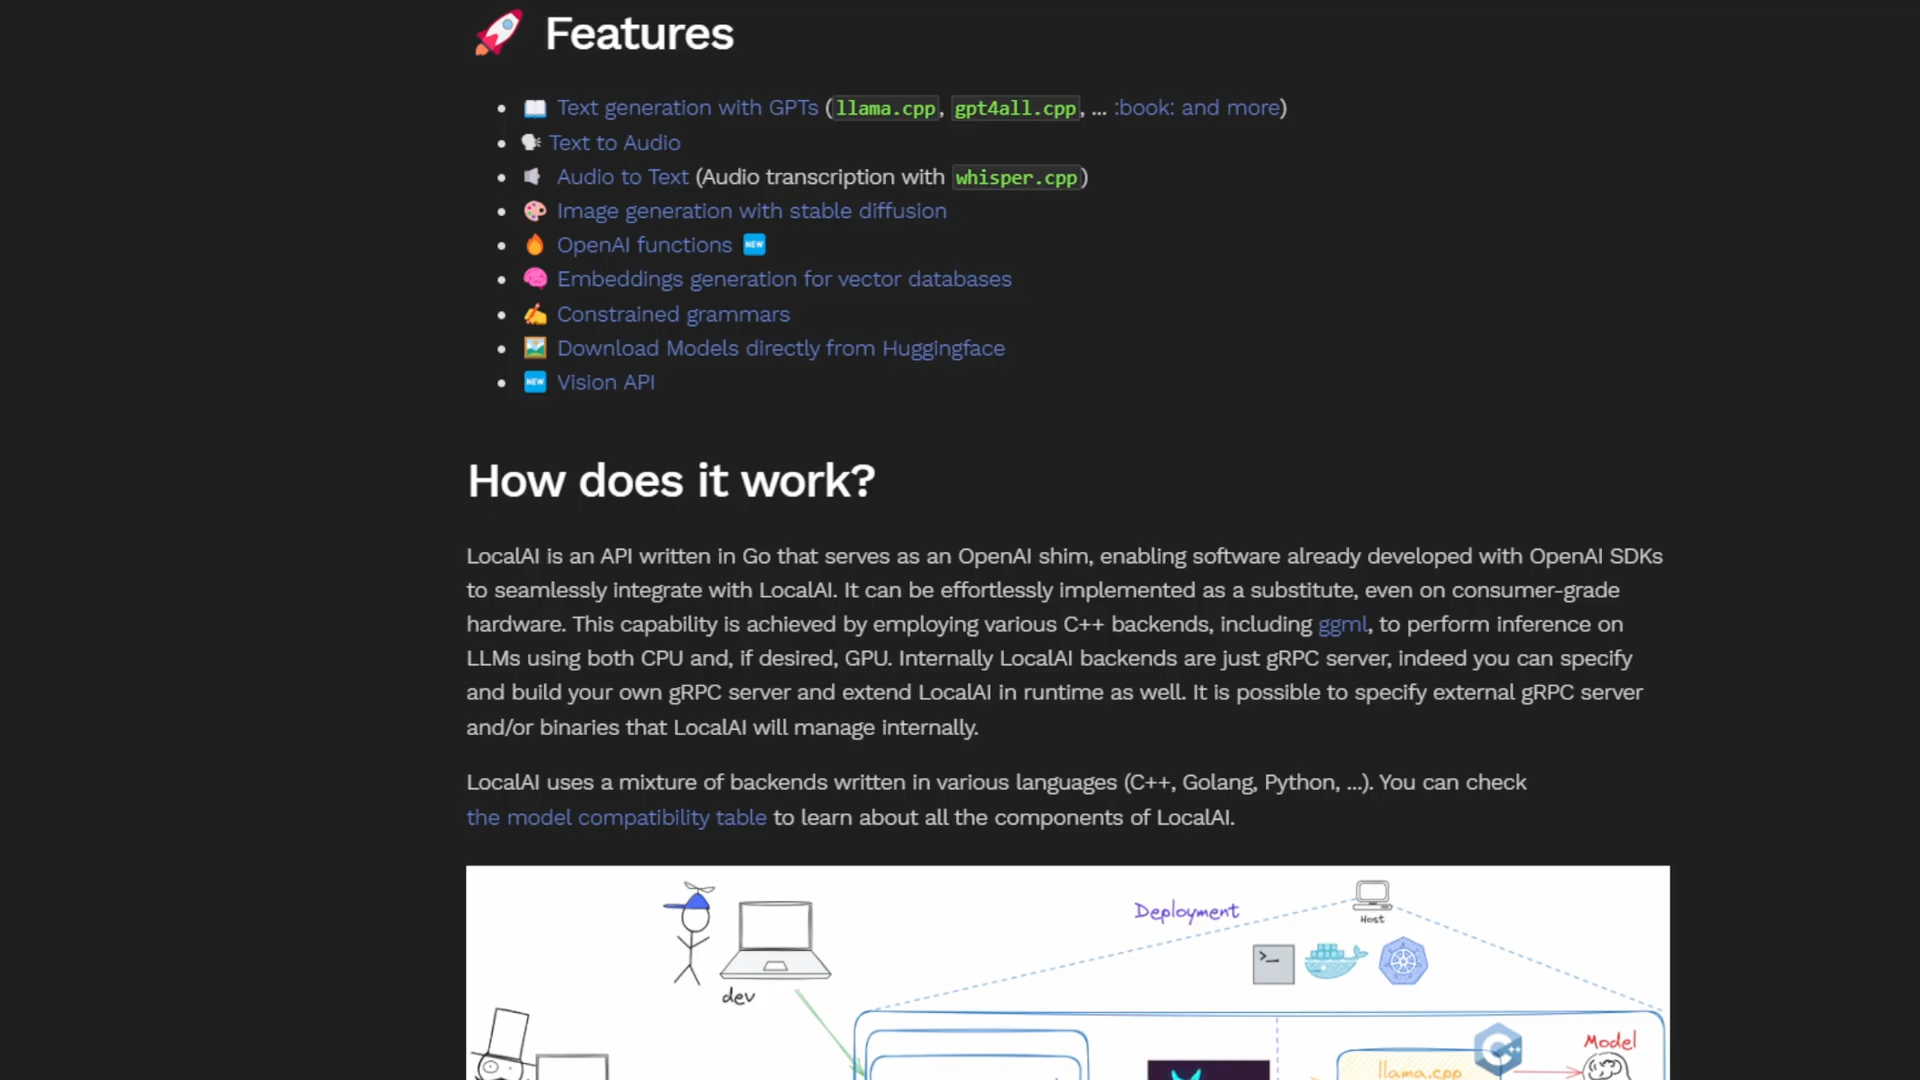 🚀 Features
📖 Text generation with GPTs (llama.cpp, gpt4all.cpp, ... :book: and more)
🗣 Text to Audio
🔈 Audio to Text (Audio transcription with whisper.cpp)
🎨 Image generation with stable diffusion
🔥 OpenAI functions 🆕
🧠 Embeddings generation for vector databases
✍️ Constrained grammars
🖼️ Download Models directly from Huggingface
🆕 Vision API
How does it work?
LocalAI is an API written in Go that serves as an OpenAI shim, enabling software already developed with OpenAI SDKs
to seamlessly integrate with LocalAI. It can be effortlessly implemented as a substitute, even on consumer-grade
hardware. This capability is achieved by employing various C++ backends, including ggml, to perform inference on
LLMs using both CPU and, if desired, GPU. Internally LocalAI backends are just gRPC server, indeed you can specify
and build your own gRPC server and extend LocalAI in runtime as well. It is possible to specify external gRPC server
and/or binaries that LocalAI will manage internally.
LocalAI uses a mixture of backends written in various languages (C++, Golang, Python, ...). You can check
the model compatibility table to learn about all the components of LocalAI.
Deployment
Host
>_
dev
C++
Model
llama.cpp